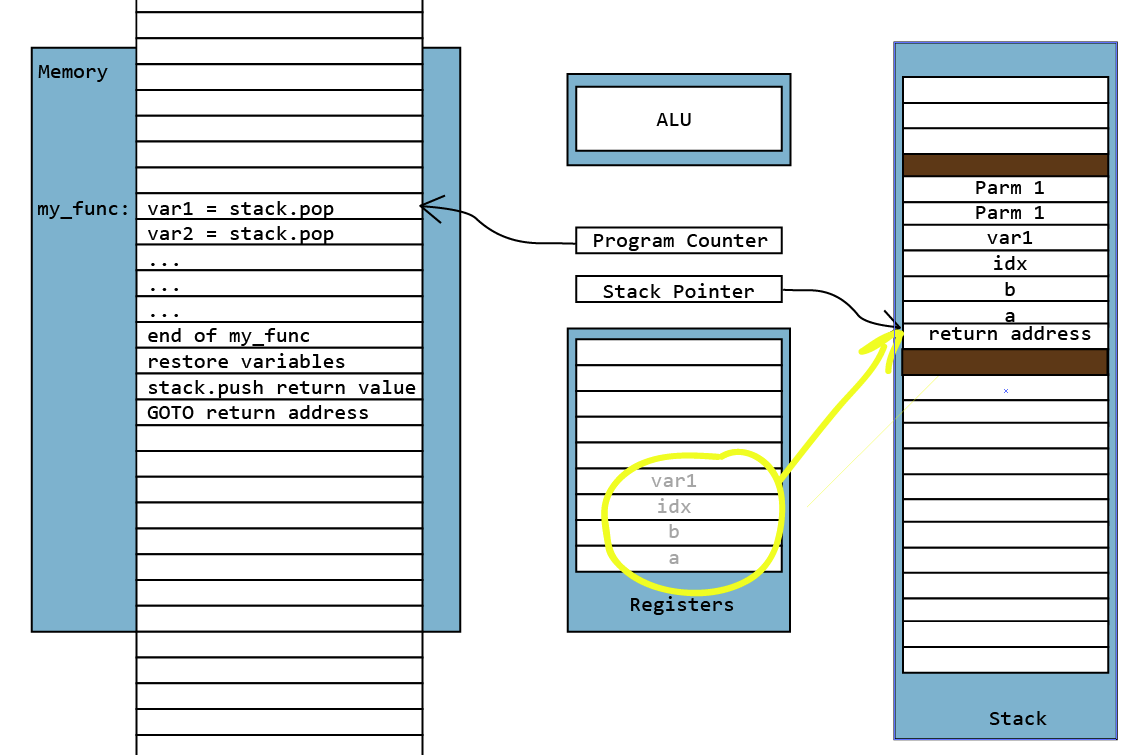 Memory
my_func:
var1 = stack.pop
var2 = stack.pop
...
...
...
end of my_func
restore variables
stack.push return value
GOTO return address
ALU
Program Counter
Stack Pointer
var1
idx
b
a
Registers
Parm 1
Parm 1
var1
idx
b
a
return address
Stack